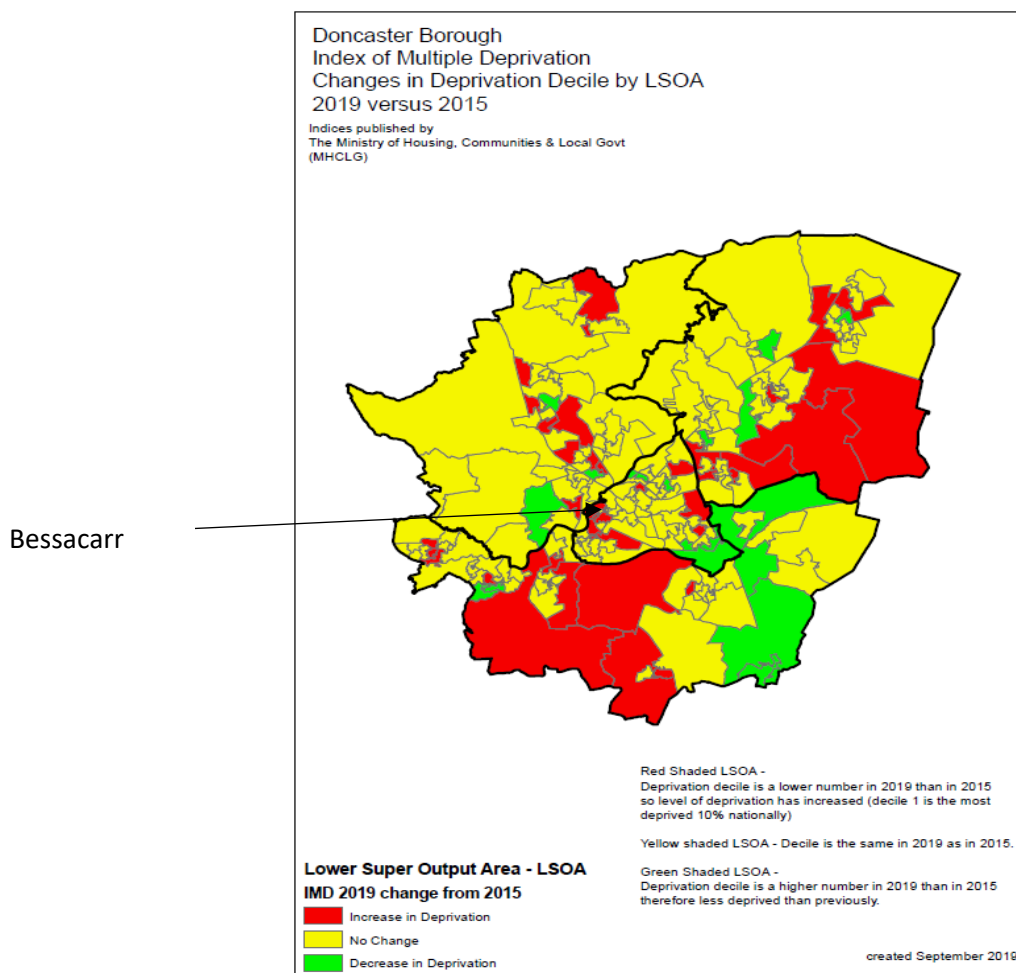 Doncaster Borough
Index of Multiple Deprivation
Changes in Deprivation Decile by LSOA
2019 versus 2015
Indices published by
The Ministry of Housing, Communities & Local Govt
(MHCLG)
Bessacarr
Red Shaded LSOA -
Deprivation decile is a lower number in 2019 than in 2015
so level of deprivation has increased (decile 1 is the most
deprived 10% nationally)
Yellow shaded LSOA - Decile is the same in 2019 as in 2015.
Green Shaded LSOA -
Deprivation decile is a higher number in 2019 than in 2015
therefore less deprived than previously.
Lower Super Output Area - LSOA
IMD 2019 change from 2015
Increase in Deprivation
No Change
Decrease in Deprivation
created September 2019